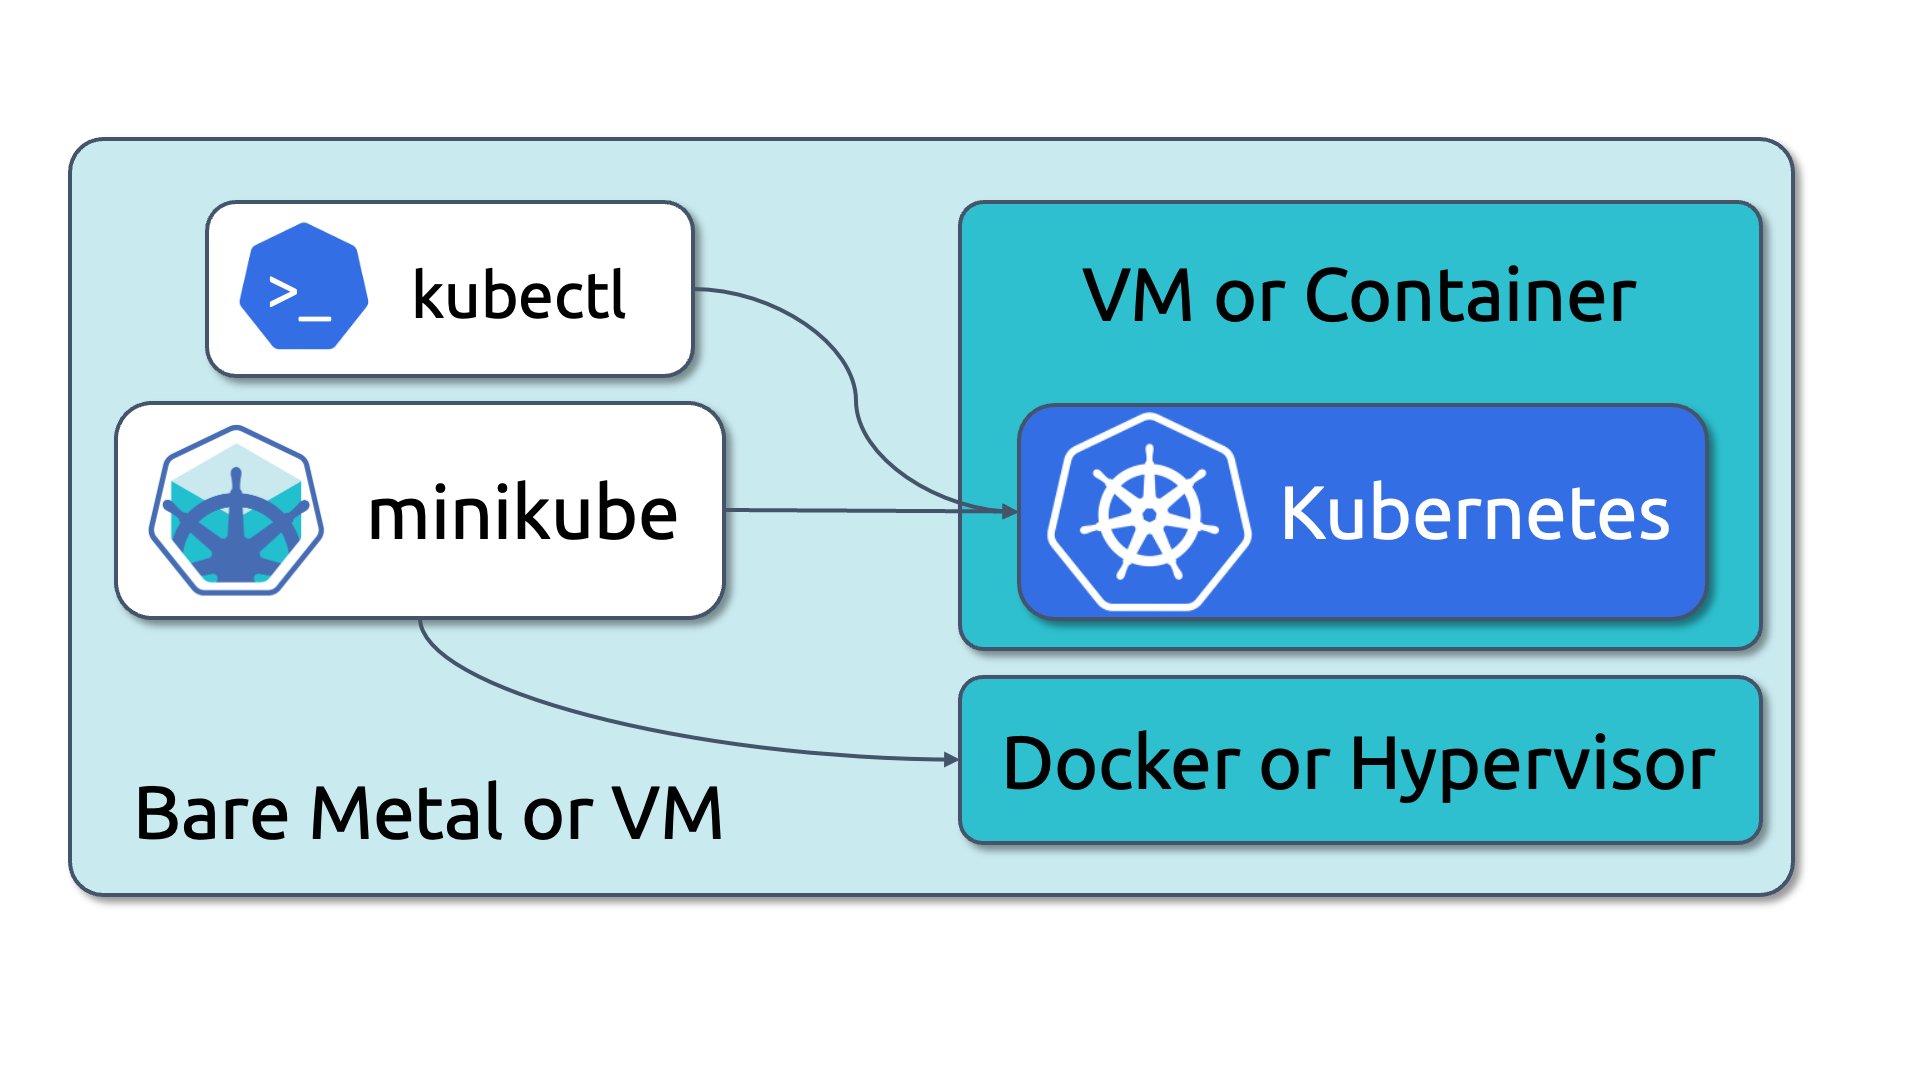 >_ kubectl
VM or Container
minikube
Kubernetes
Docker or Hypervisor
Bare Metal or VM